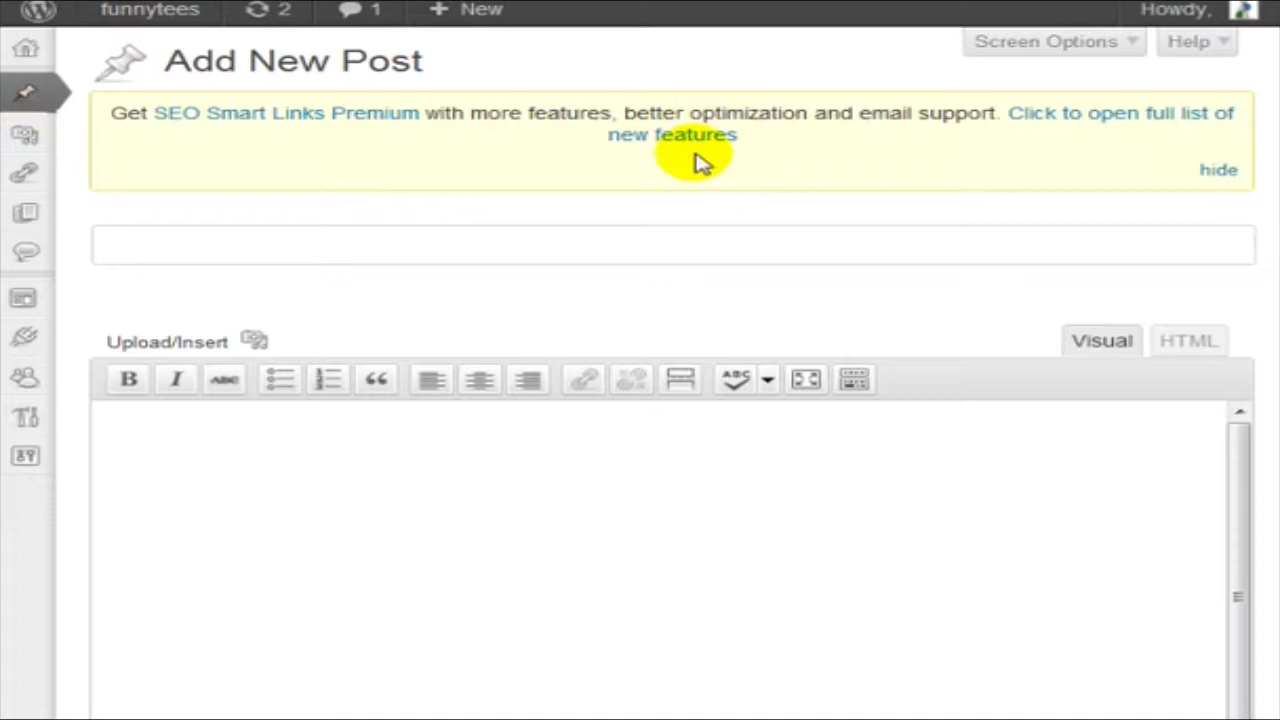 funnytees 2 1 + New Howdy,
Add New Post Screen Options Help
Get SEO Smart Links Premium with more features, better optimization and email support. Click to open full list of
new features
hide
Upload/Insert Visual HTML
B I ABC ABC